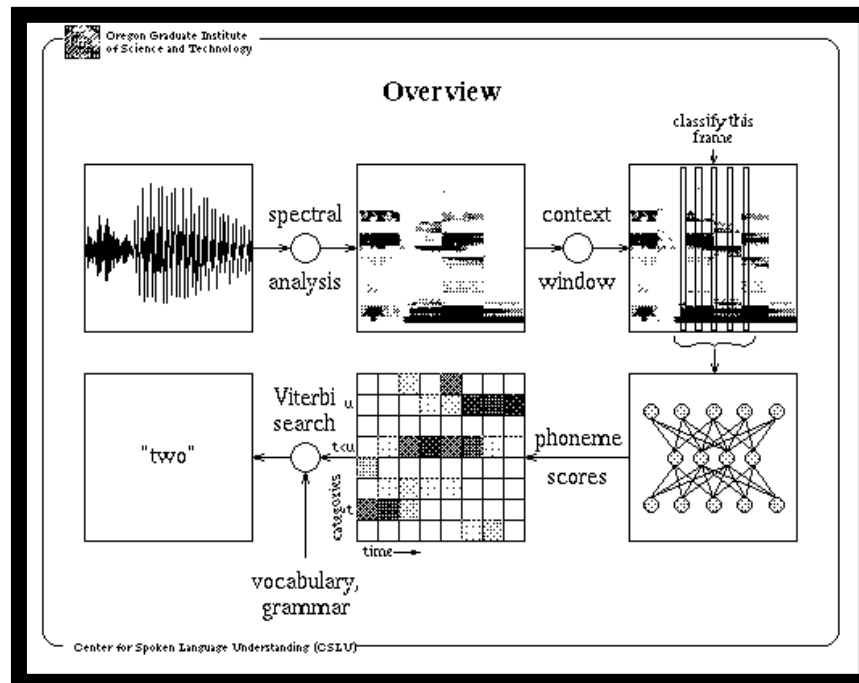 Oregon Graduate Institute
of Science and Technology
Overview
classify this
frame
spectral
analysis
context
window
Viterbi
search
"two"
u
t<u
t
categories
time
phoneme
scores
vocabulary,
grammar
Center for Spoken Language Understanding (CSLU)